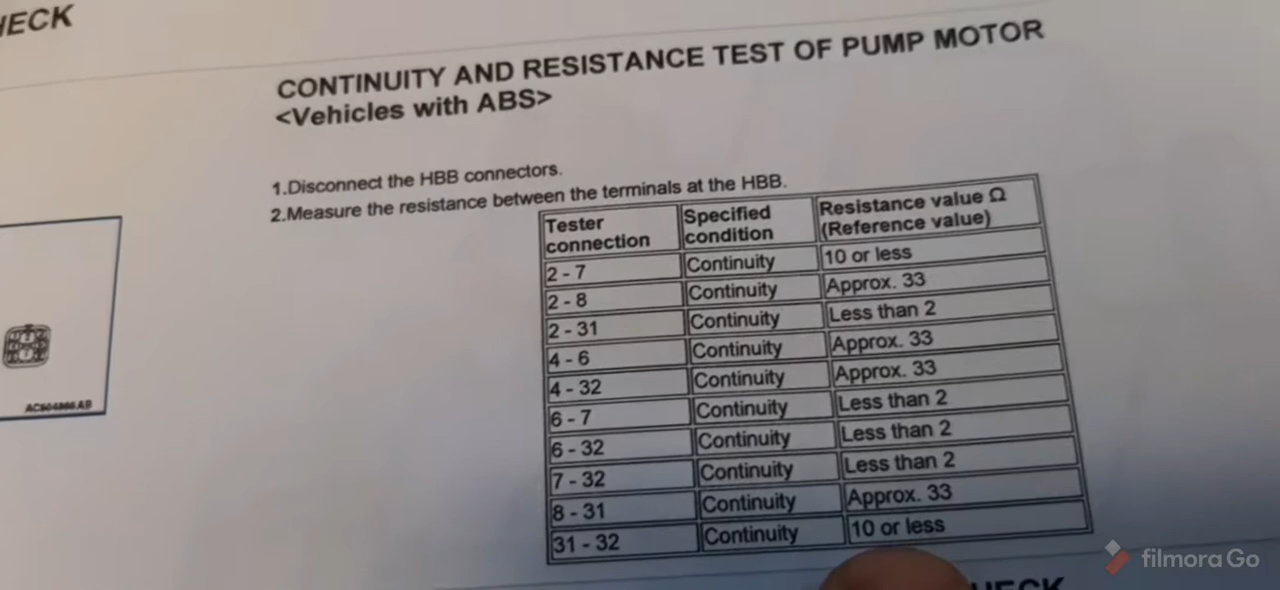 HECK
CONTINUITY AND RESISTANCE TEST OF PUMP MOTOR
<Vehicles with ABS>
1.Disconnect the HBB connectors.
2.Measure the resistance between the terminals at the HBB.
Tester connection Specified condition Resistance value Ω (Reference value)
2 - 7 Continuity 10 or less
2 - 8 Continuity Approx. 33
2 - 31 Continuity Less than 2
4 - 6 Continuity Approx. 33
4 - 32 Continuity Approx. 33
6 - 7 Continuity Less than 2
6 - 32 Continuity Less than 2
7 - 32 Continuity Less than 2
8 - 31 Continuity Approx. 33
31 - 32 Continuity 10 or less
HECK
filmora Go